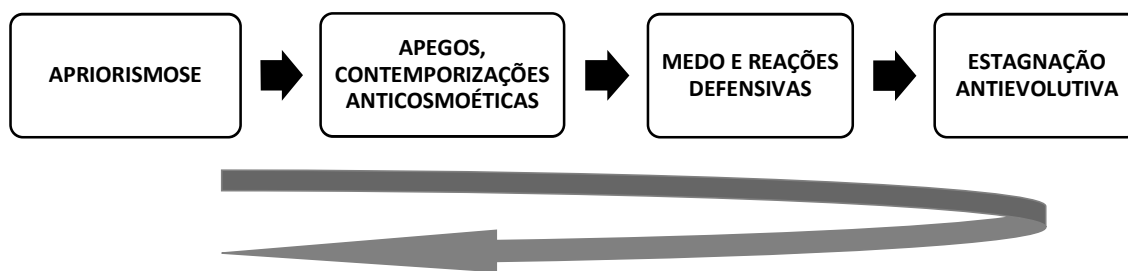 APRIORISMOSE
APEGOS,
CONTEMPORIZAÇÕES
ANTICOSMOÉTICAS
MEDO E REAÇÕES
DEFENSIVAS
ESTAGNAÇÃO
ANTIEVOLUTIVA